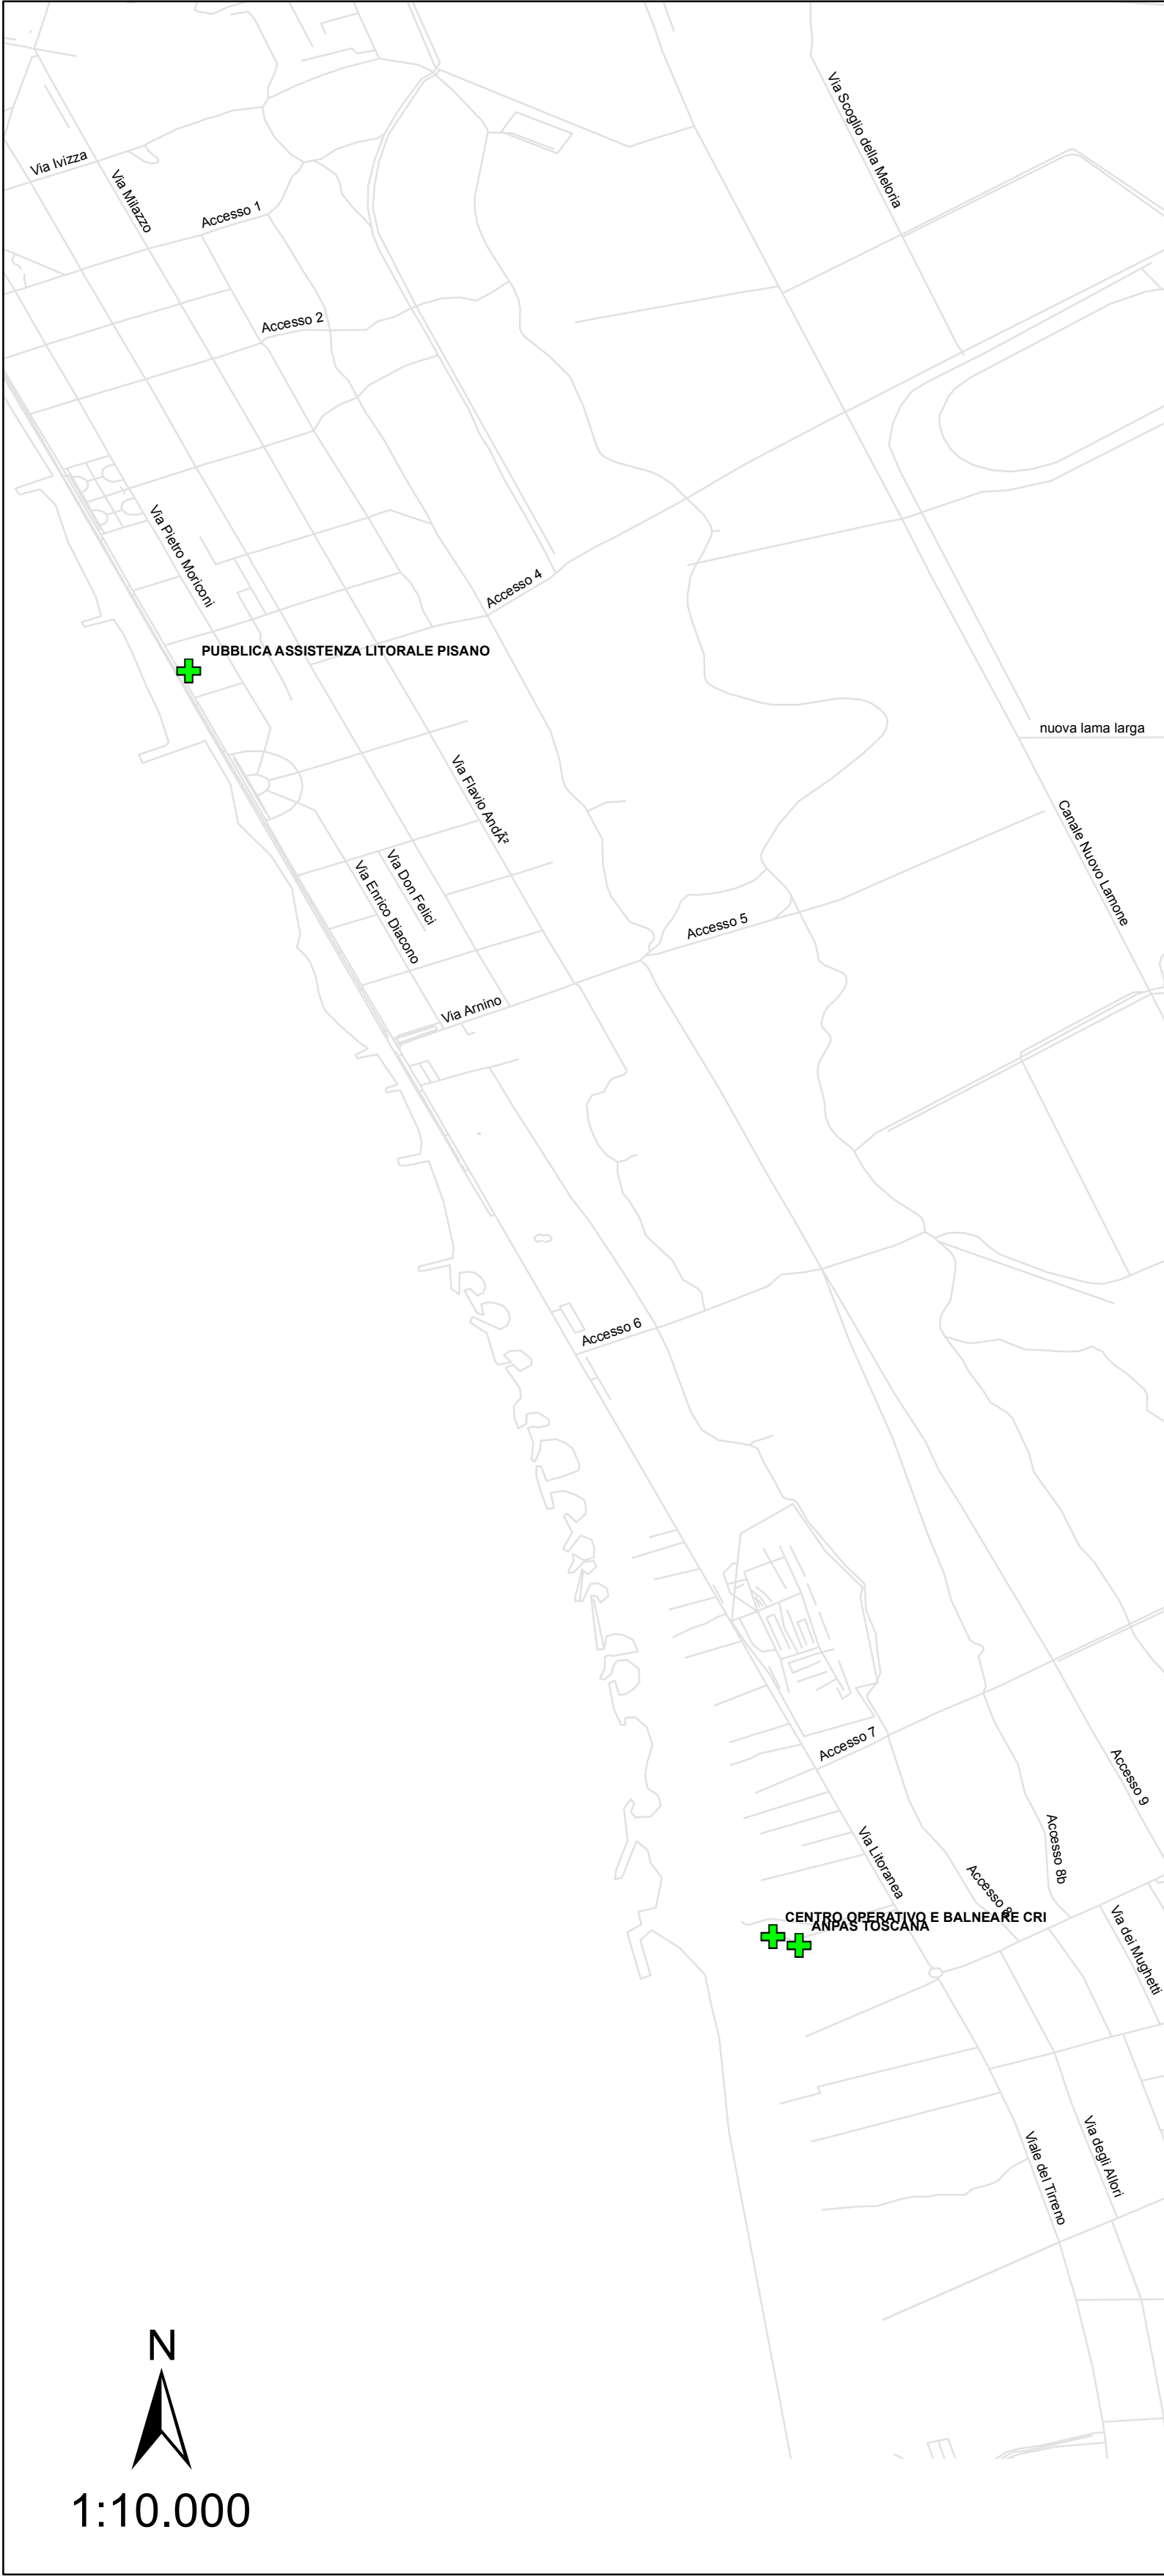 Via Scoglio della Meloria
Via Ivizza
Via Milazzo
Accesso 1
Accesso 2
Via Pietro Moriconi
Accesso 4
PUBBLICA ASSISTENZA LITORALE PISANO
nuova lama larga
Via Flavio AndÃ²
Canale Nuovo Lamone
Via Don Felici
Via Enrico Diacono
Accesso 5
Via Arnino
Accesso 6
Accesso 7
Accesso 9
Accesso 8b
Via Litoranea
Accesso 8
CENTRO OPERATIVO E BALNEARE CRI
ANPAS TOSCANA
Via dei Mughetti
Via degli Allori
Viale del Tirreno
N
1:10.000